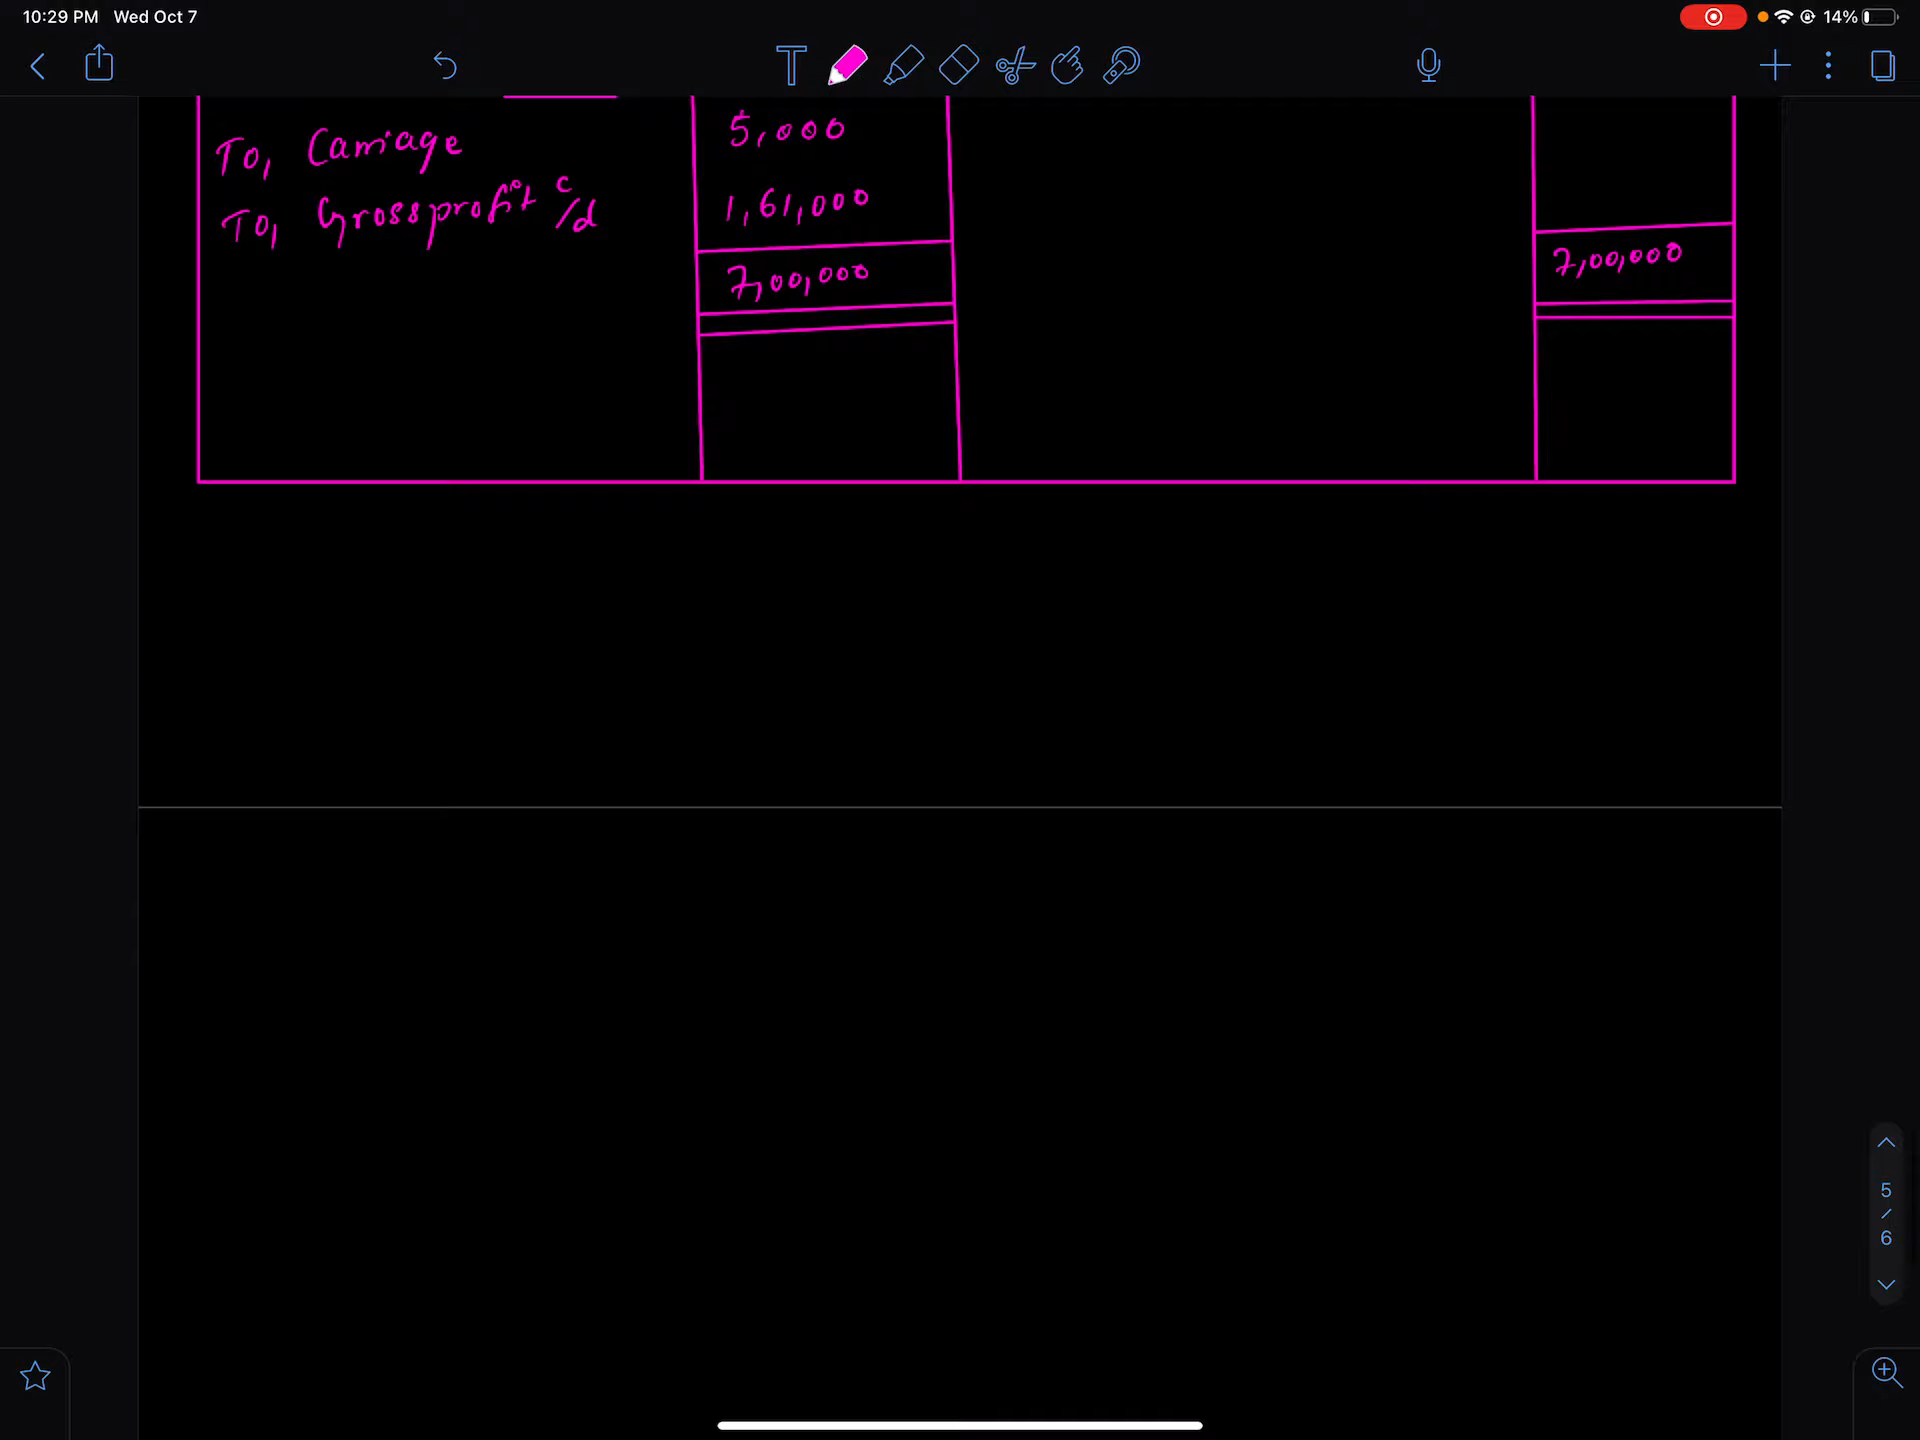 10:29 PM Wed Oct 7
14%
To, Carriage 5,000
To, Gross profit c/d 1,61,000
7,00,000 7,00,000
5
/
6